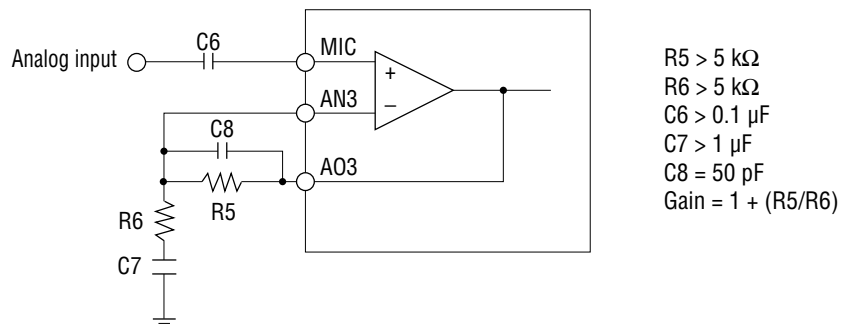 Analog input
C6
MIC
+
–
AN3
C8
AO3
R5
R6
C7
R5 > 5 kΩ
R6 > 5 kΩ
C6 > 0.1 µF
C7 > 1 µF
C8 = 50 pF
Gain = 1 + (R5/R6)